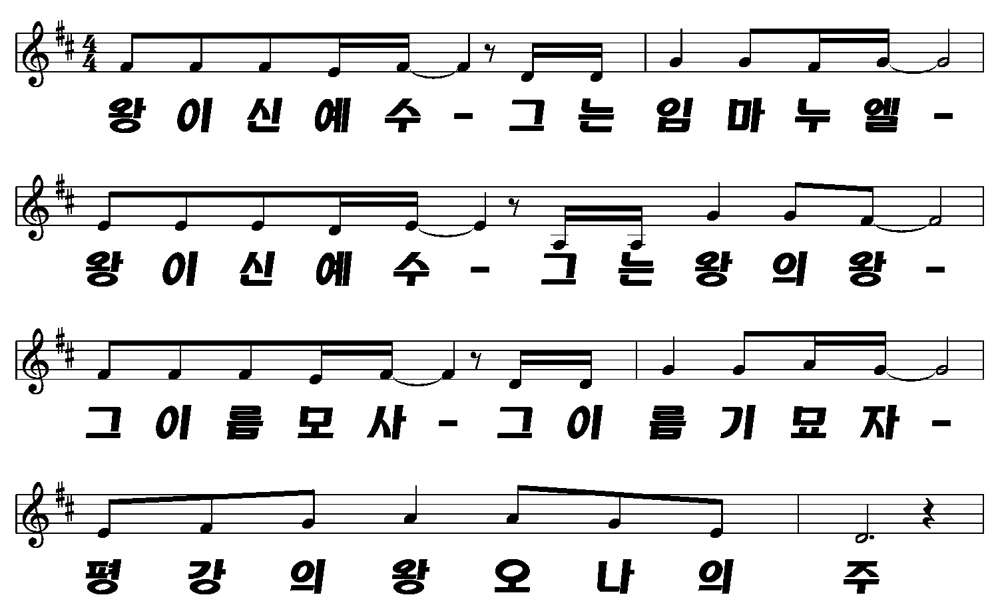 왕 이 신 예 수 - 그 는 임 마 누 엘 -
왕 이 신 예 수 - 그 는 왕 의 왕 -
그 이 름 모 사 - 그 이 름 기 묘 자 -
평 강 의 왕 오 나 의 주